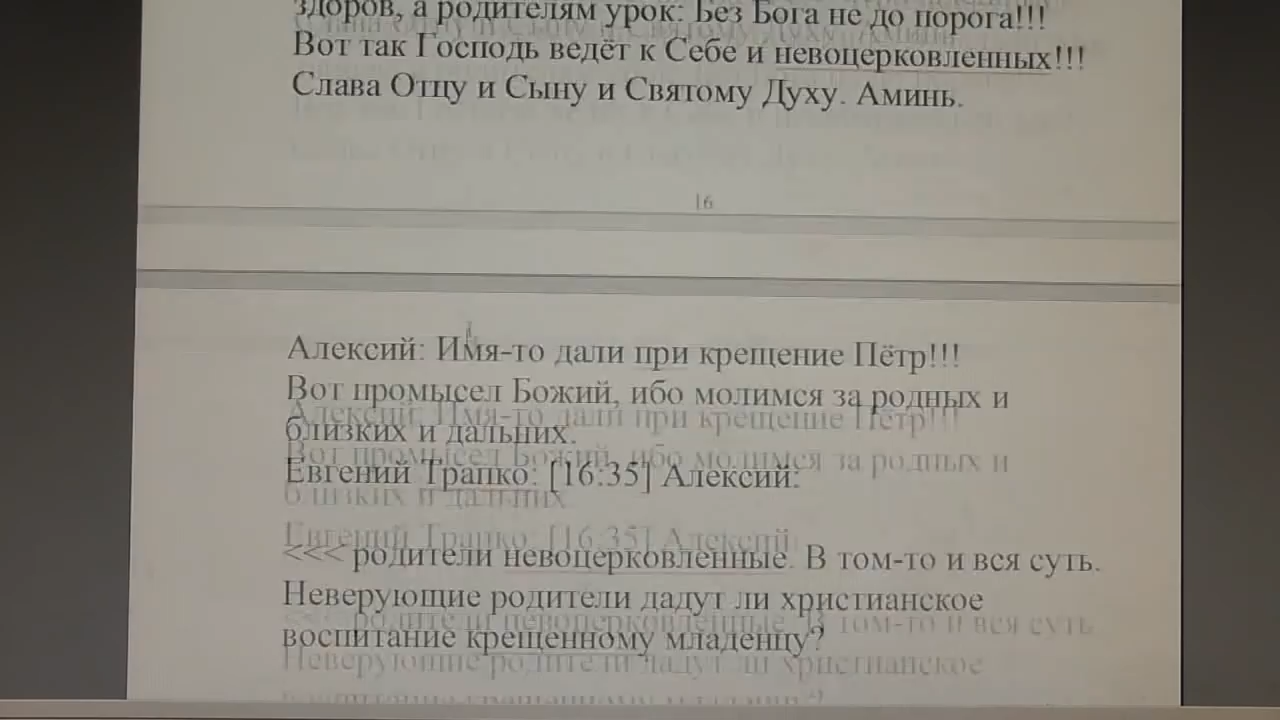 здоров, а родителям урок: Без Бога не до порога!!!
Вот так Господь ведёт к Себе и невоцерковленных!!!
Слава Отцу и Сыну и Святому Духу. Аминь.
16
Алексий: Имя-то дали при крещение Пётр!!!
Вот промысел Божий, ибо молимся за родных и
близких и дальних.
Евгений Трапко: [16:35] Алексий:
<<< родители невоцерковленные. В том-то и вся суть.
Неверующие родители дадут ли христианское
воспитание крещенному младенцу?